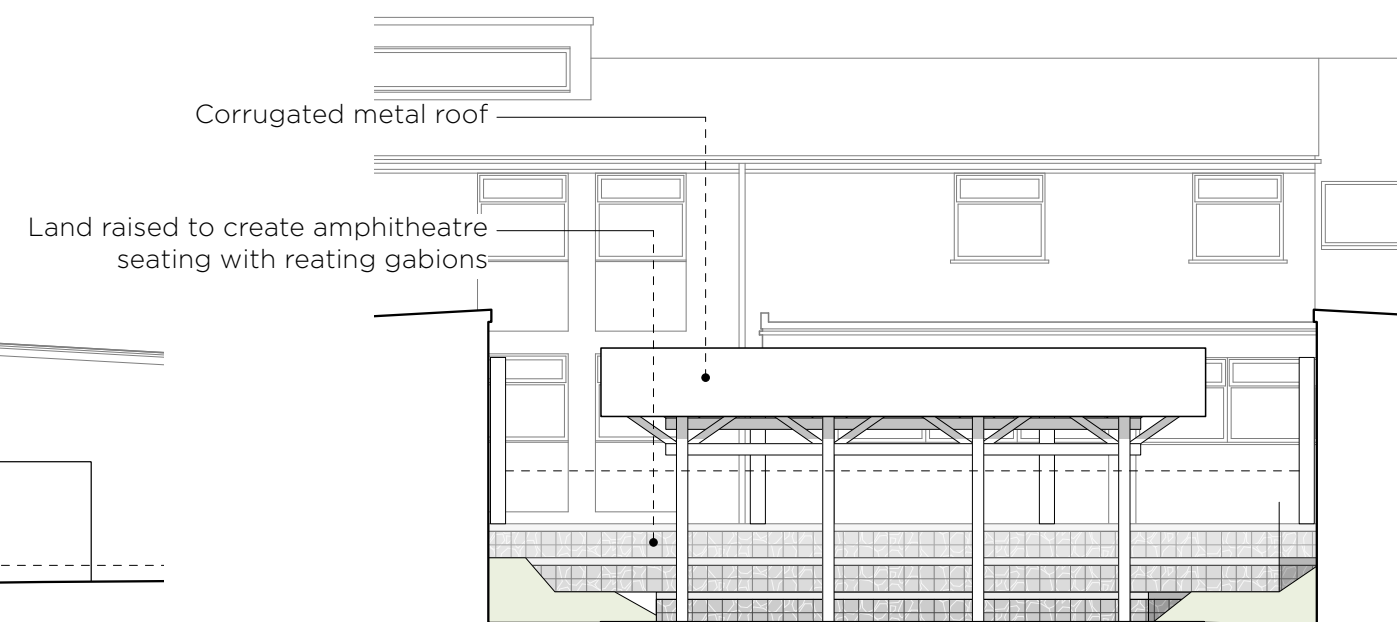 Corrugated metal roof
Land raised to create amphitheatre
seating with reating gabions